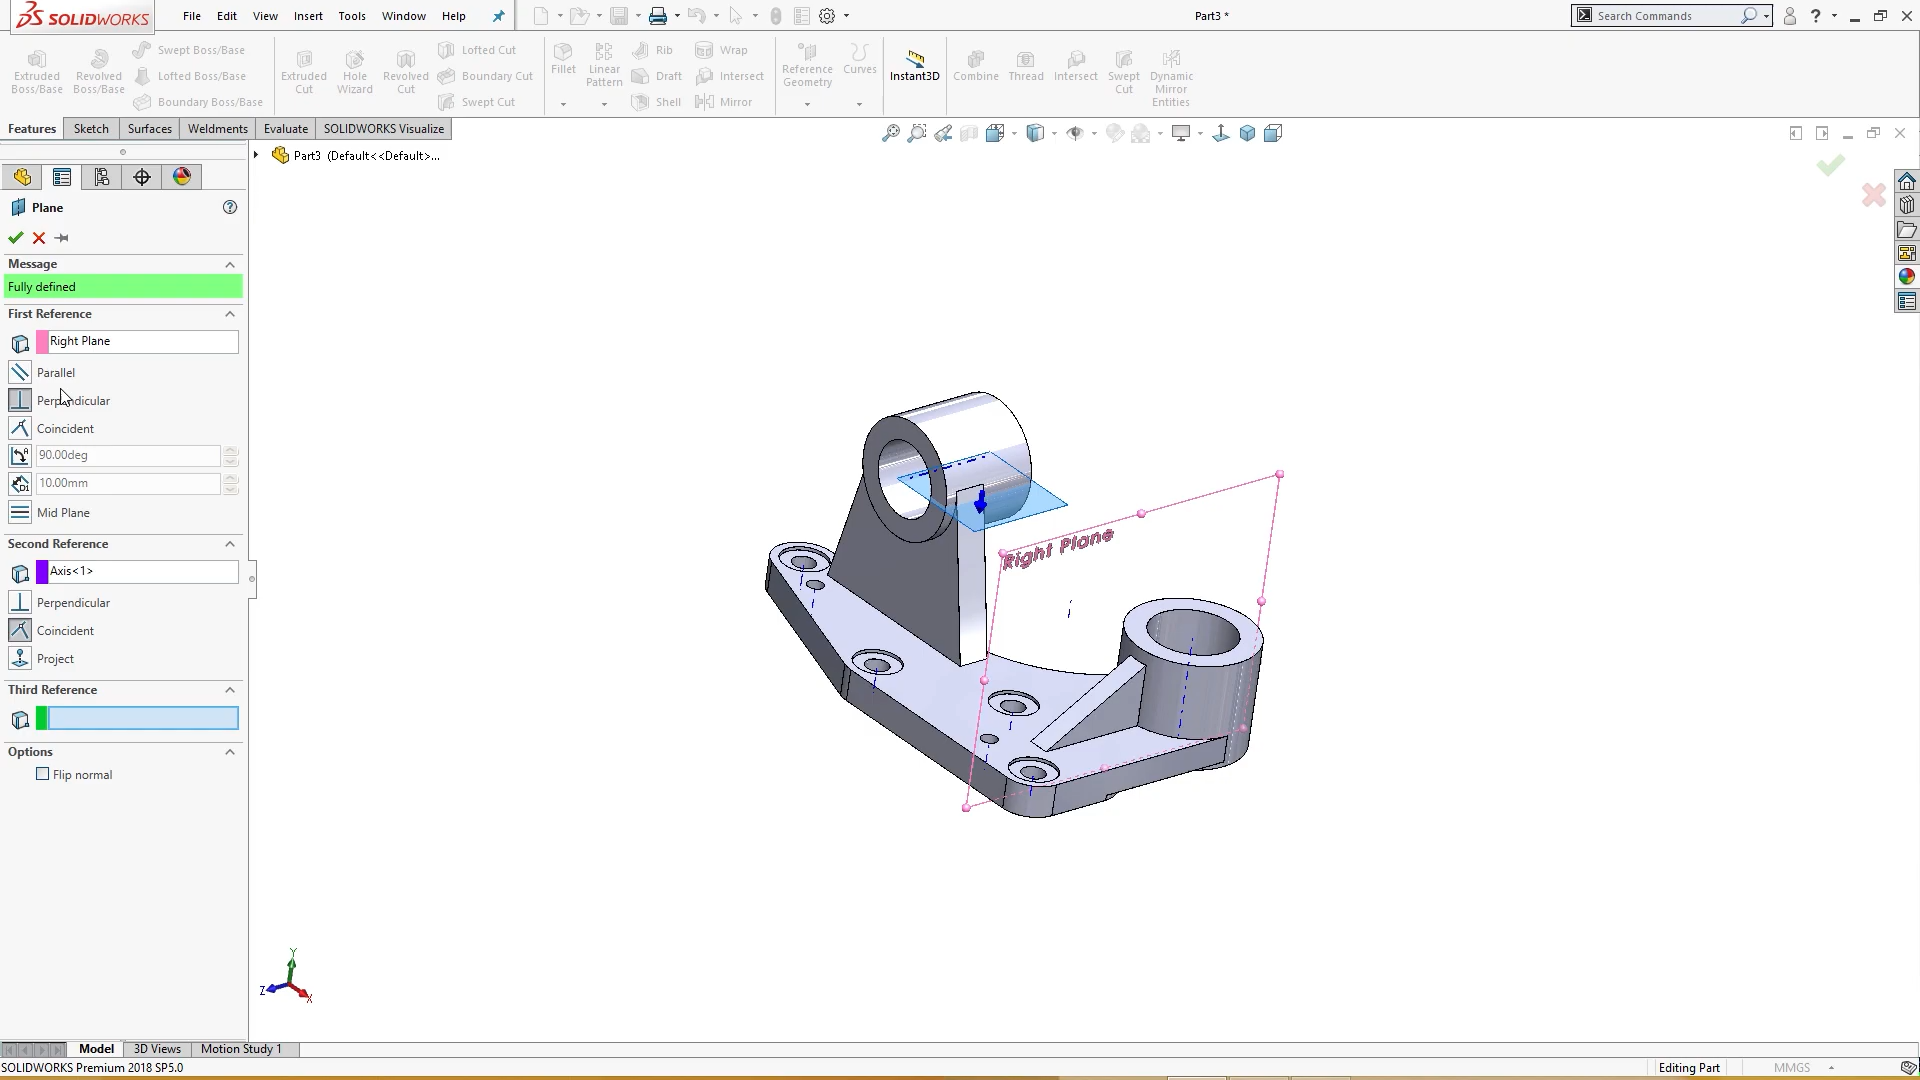 SOLIDWORKS File Edit View Insert Tools Window Help Part3 * Search Commands ?
Extruded Boss/Base
Revolved Boss/Base
Swept Boss/Base
Lofted Boss/Base
Boundary Boss/Base
Extruded Cut
Hole Wizard
Revolved Cut
Lofted Cut
Boundary Cut
Swept Cut
Fillet
Linear Pattern
Rib
Draft
Shell
Wrap
Intersect
Mirror
Reference Geometry
Curves
Instant3D
Combine
Thread
Intersect
Swept Cut
Dynamic Mirror Entities
Features Sketch Surfaces Weldments Evaluate SOLIDWORKS Visualize
Part3 (Default<<Default>...
Plane
Message
Fully defined
First Reference
Right Plane
Parallel
Perpendicular
Coincident
90.00deg
10.00mm
Mid Plane
Second Reference
Axis<1>
Perpendicular
Coincident
Project
Third Reference
Options
Flip normal
Right Plane
Y
Z
X
Model 3D Views Motion Study 1
SOLIDWORKS Premium 2018 SP5.0 Editing Part MMGS